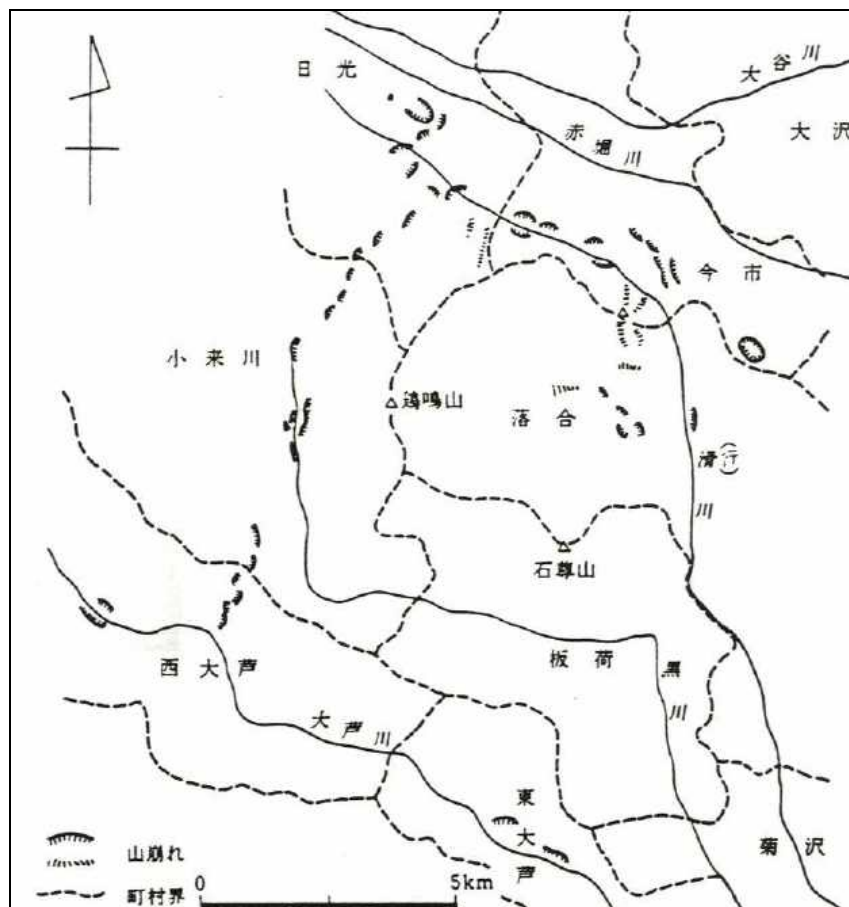 日光
大谷川
赤堀川
大沢
今市
小来川
鶏鳴山
落合
滑(行)川
石尊山
西大芦
板荷
黒川
大芦川
東大芦
菊沢
山崩れ
町村界
0 5km